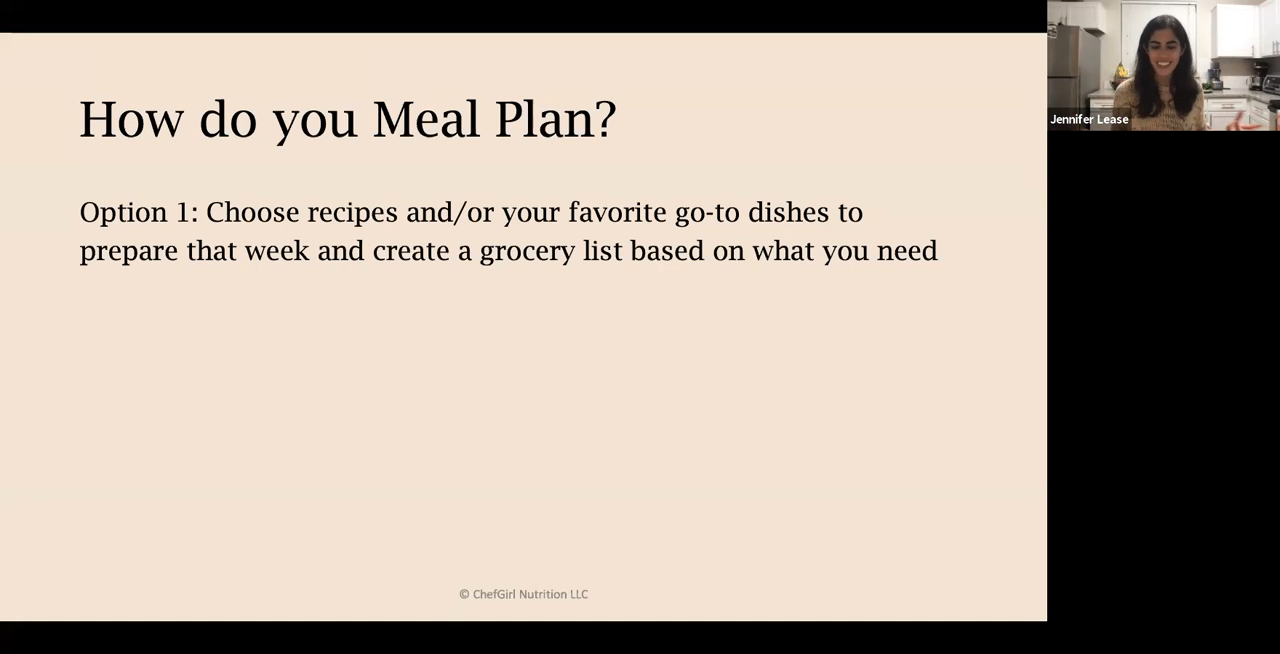 How do you Meal Plan?
Option 1: Choose recipes and/or your favorite go-to dishes to
prepare that week and create a grocery list based on what you need
© ChefGirl Nutrition LLC
Jennifer Lease